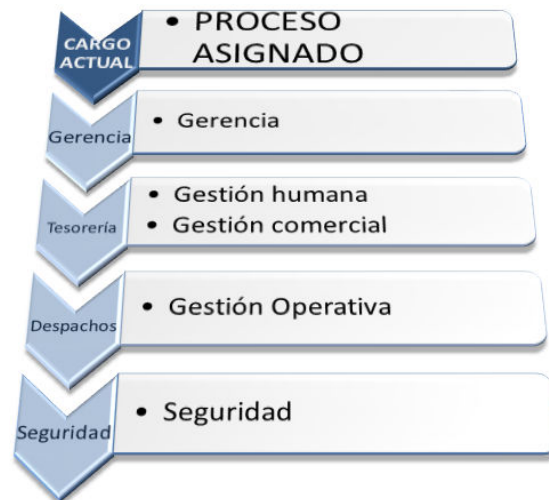 CARGO ACTUAL
• PROCESO ASIGNADO
Gerencia
• Gerencia
Tesorería
• Gestión humana
• Gestión comercial
Despachos
• Gestión Operativa
Seguridad
• Seguridad